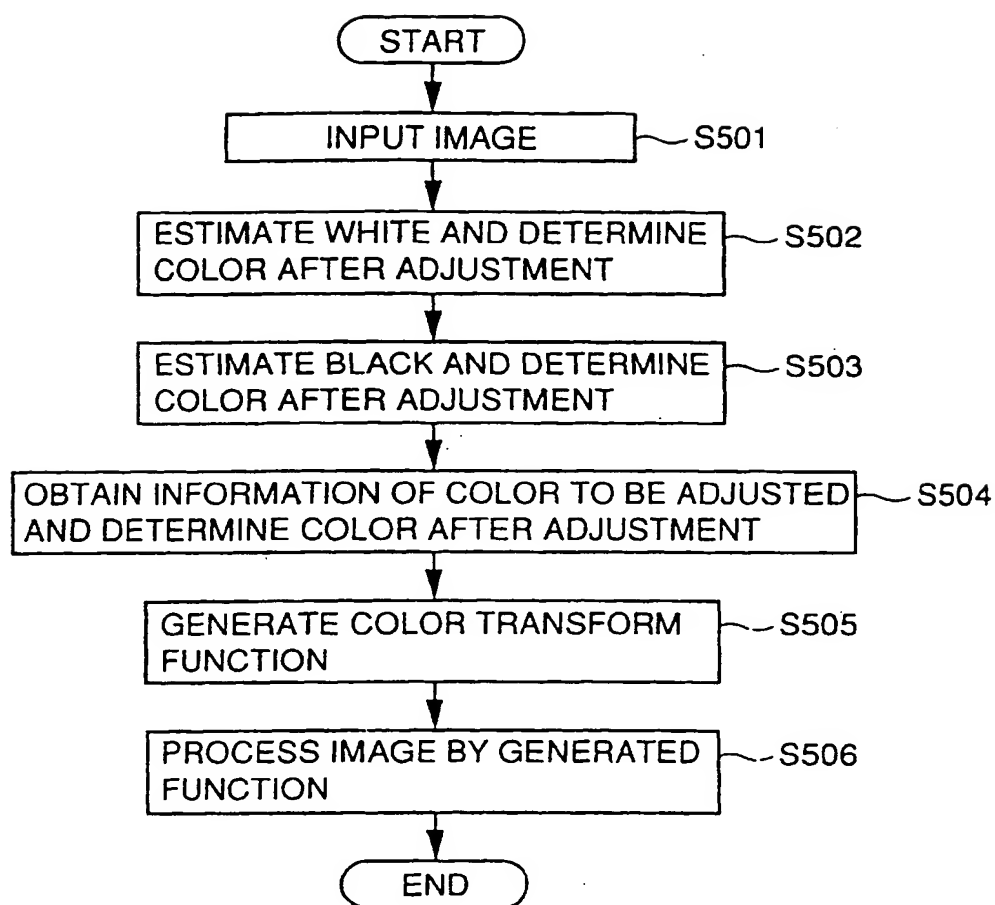 START
INPUT IMAGE
S501
ESTIMATE WHITE AND DETERMINE
COLOR AFTER ADJUSTMENT
S502
ESTIMATE BLACK AND DETERMINE
COLOR AFTER ADJUSTMENT
S503
OBTAIN INFORMATION OF COLOR TO BE ADJUSTED
AND DETERMINE COLOR AFTER ADJUSTMENT
S504
GENERATE COLOR TRANSFORM
FUNCTION
S505
PROCESS IMAGE BY GENERATED
FUNCTION
S506
END